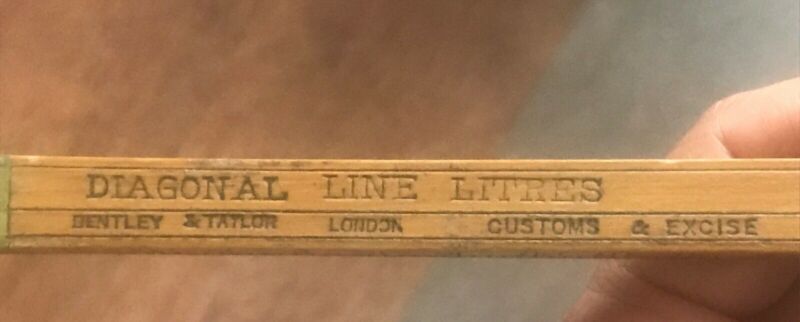 DIAGONAL LINE LITRES
BENTLEY & TAYLOR LONDON CUSTOMS & EXCISE